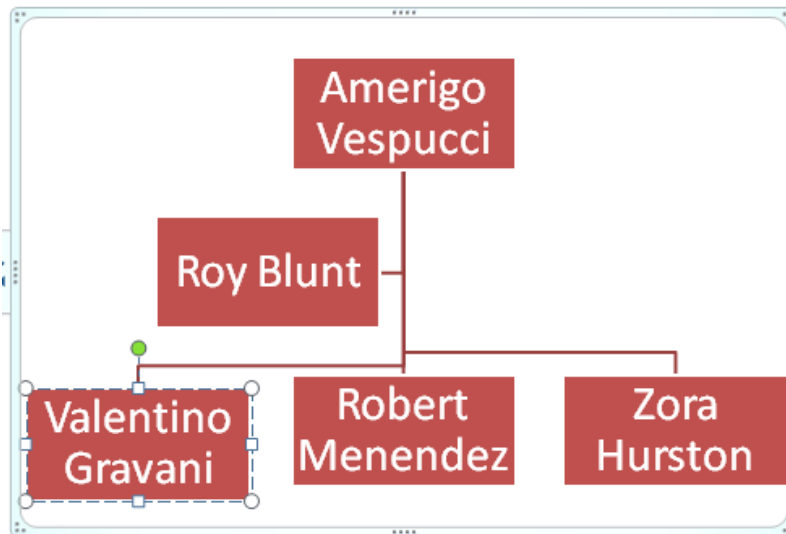 Amerigo
Vespucci
Roy Blunt
Valentino
Gravani
Robert
Menendez
Zora
Hurston